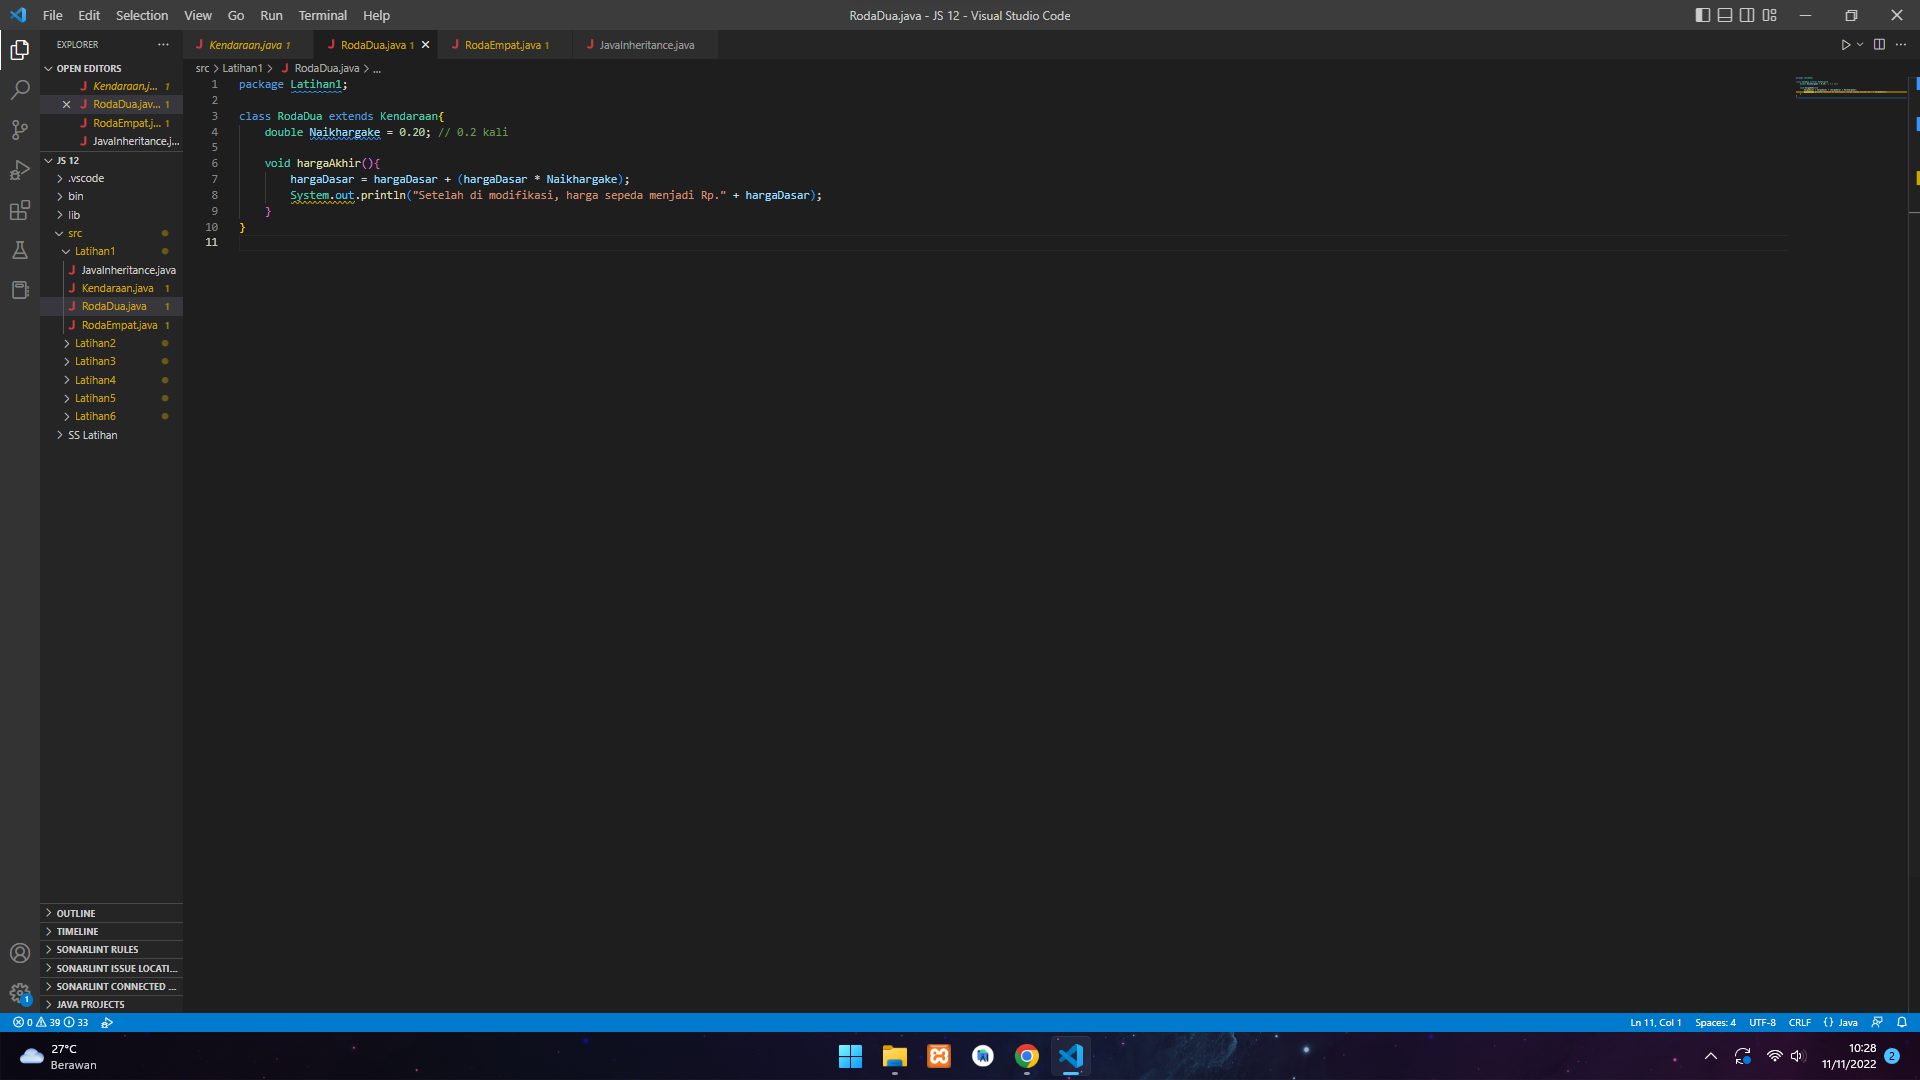 File Edit Selection View Go Run Terminal Help
RodaDua.java - JS 12 - Visual Studio Code
EXPLORER
OPEN EDITORS
Kendaraan.j... 1
RodaDua.jav... 1
RodaEmpat.j... 1
JavaInheritance.j...
JS 12
.vscode
bin
lib
src
Latihan1
JavaInheritance.java
Kendaraan.java 1
RodaDua.java 1
RodaEmpat.java 1
Latihan2
Latihan3
Latihan4
Latihan5
Latihan6
SS Latihan
OUTLINE
TIMELINE
SONARLINT RULES
SONARLINT ISSUE LOCATI...
SONARLINT CONNECTED ...
JAVA PROJECTS
Kendaraan.java 1 RodaDua.java 1 RodaEmpat.java 1 JavaInheritance.java
src > Latihan1 > RodaDua.java > ...
1 package Latihan1;
2
3 class RodaDua extends Kendaraan{
4 double Naikhargake = 0.20; // 0.2 kali
5
6 void hargaAkhir(){
7 hargaDasar = hargaDasar + (hargaDasar * Naikhargake);
8 System.out.println("Setelah di modifikasi, harga sepeda menjadi Rp." + hargaDasar);
9 }
10 }
11
1
0 39 33
Ln 11, Col 1 Spaces: 4 UTF-8 CRLF {} Java
27°C
Berawan
10:28
11/11/2022
2